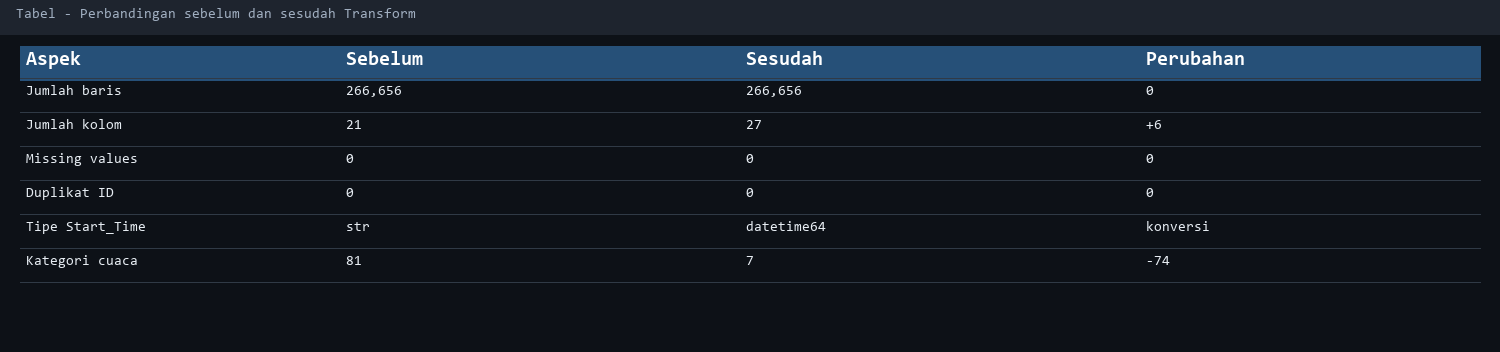 Tabel - Perbandingan sebelum dan sesudah Transform
Aspek Sebelum Sesudah Perubahan
Jumlah baris 266,656 266,656 0
Jumlah kolom 21 27 +6
Missing values 0 0 0
Duplikat ID 0 0 0
Tipe Start_Time str datetime64 konversi
Kategori cuaca 81 7 -74